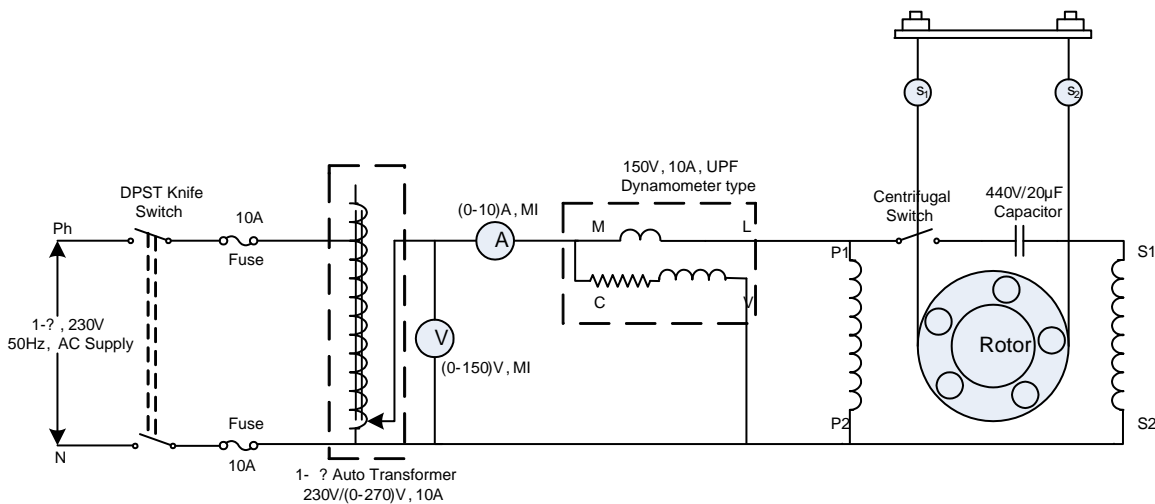 S1
S2
150V, 10A, UPF
Dynamometer type
DPST Knife
Switch
Centrifugal
Switch
440V/20µF
Capacitor
(0-10)A, MI
10A
Fuse
Ph
A
M
L
P1
S1
C
V
1-? , 230V
50Hz, AC Supply
V
(0-150)V, MI
Rotor
Fuse
10A
P2
S2
N
1- ? Auto Transformer
230V/(0-270)V, 10A